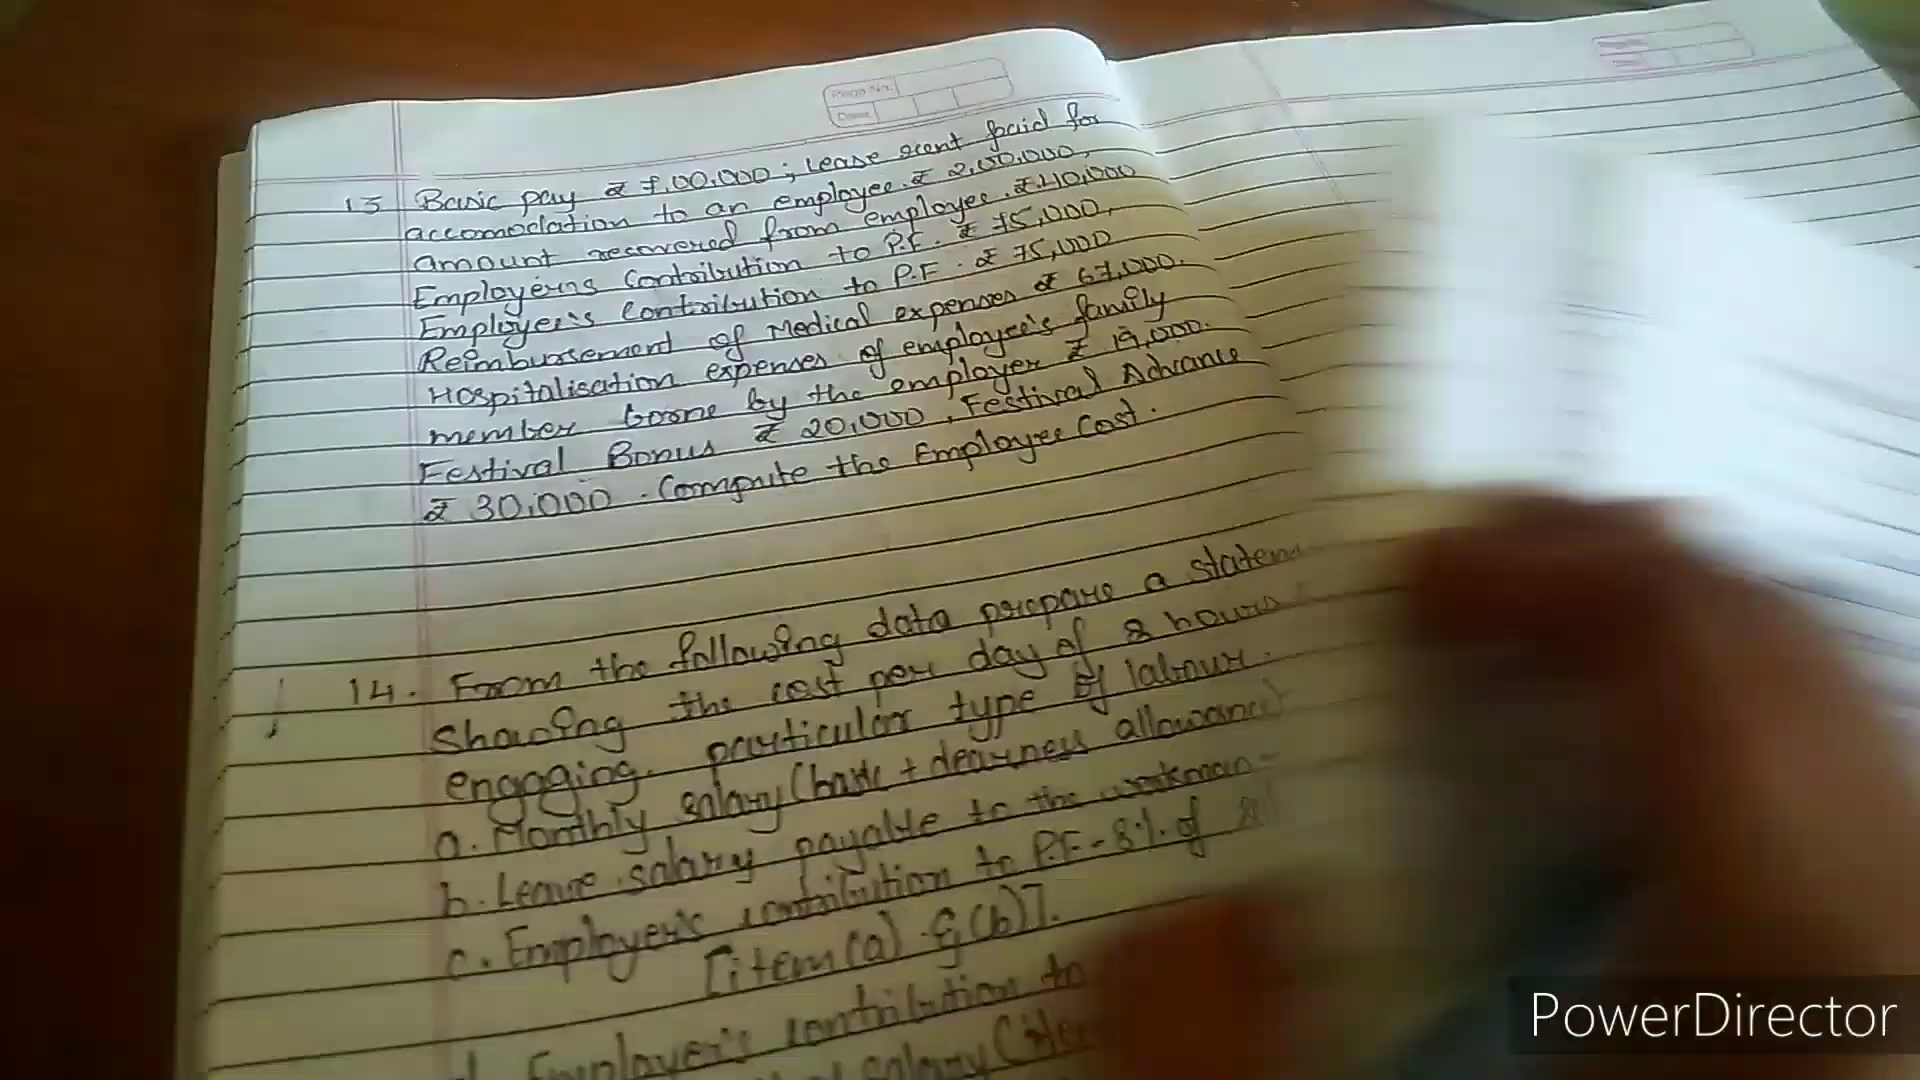 Page No.
Date
13 Basic pay ₹ 7,00,000 ; Lease rent paid for
accomodation to an employee. ₹ 2,00,000,
amount recovered from employee. ₹ 40,000
Employers Contribution to P.F. ₹ 75,000,
Employee's Contribution to P.F. ₹ 75,000
Reimbursement of Medical expenses ₹ 67,000.
Hospitalisation expenses of employee's family
member borne by the employer ₹ 19,000.
Festival Bonus ₹ 20,000, Festival Advance
₹ 30,000. Compute the Employee Cost.
14. From the following data prepare a statem
Showing the cost per day of 8 hours
engaging particular type of labour.
a. Monthly salary (basic + dearness allowance)
b. Leave salary payable to the workman-
c. Employer's contribution to P.F-8% of
[item (a) & (b)].
Employer's contribution to
salary
PowerDirector